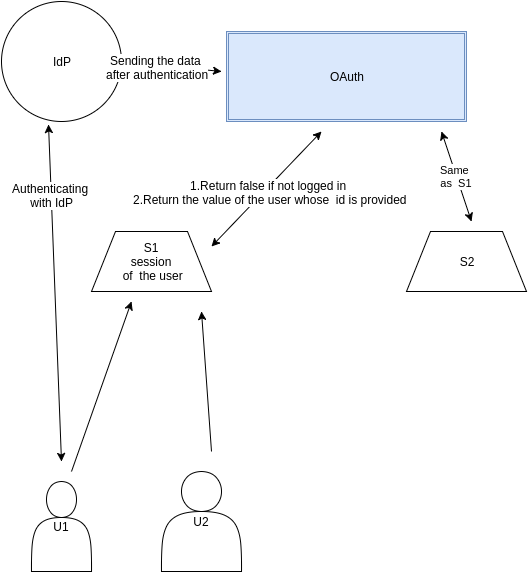 IdP
Sending the data
after authentication
OAuth
Authenticating
with IdP
1.Return false if not logged in
2.Return the value of the user whose id is provided
Same
as S1
S1
session
of the user
S2
U1
U2